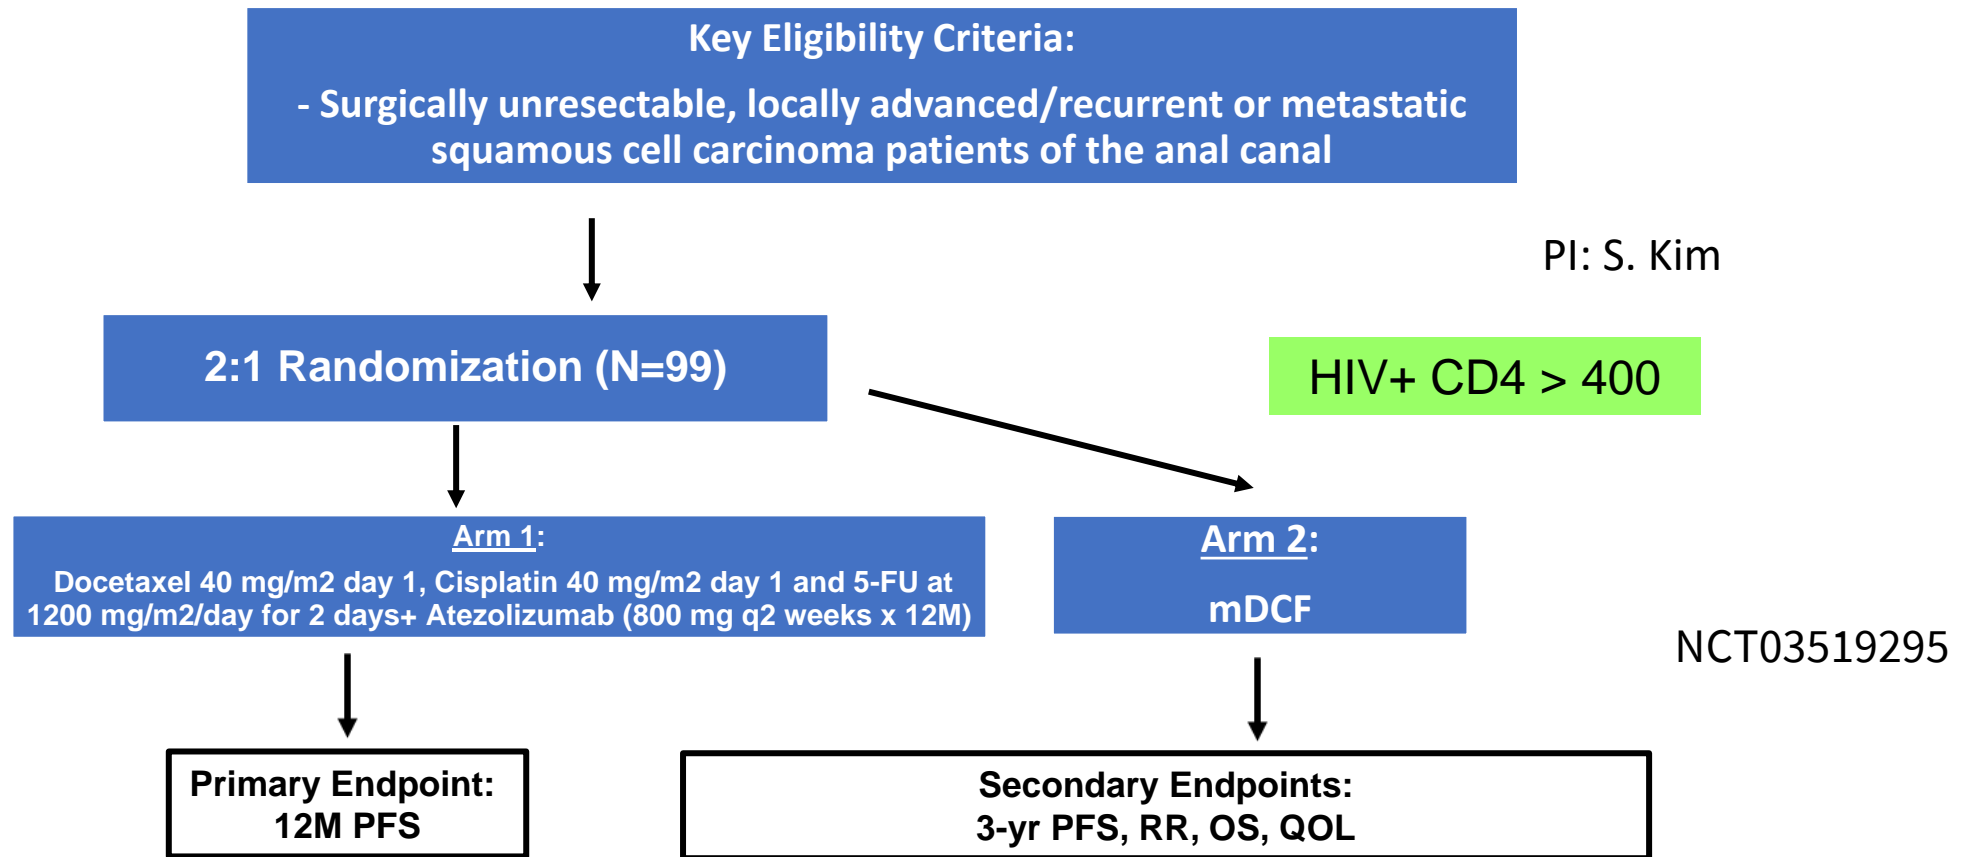 Key Eligibility Criteria:
- Surgically unresectable, locally advanced/recurrent or metastatic
squamous cell carcinoma patients of the anal canal
PI: S. Kim
2:1 Randomization (N=99)
HIV+ CD4 > 400
Arm 1:
Docetaxel 40 mg/m2 day 1, Cisplatin 40 mg/m2 day 1 and 5-FU at
1200 mg/m2/day for 2 days+ Atezolizumab (800 mg q2 weeks x 12M)
Arm 2:
mDCF
NCT03519295
Primary Endpoint:
12M PFS
Secondary Endpoints:
3-yr PFS, RR, OS, QOL